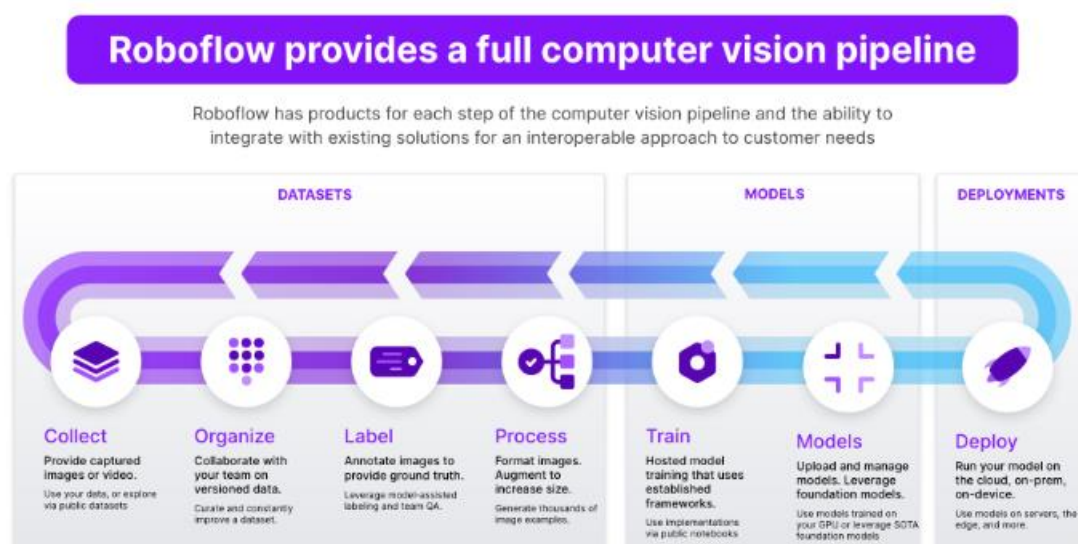 Roboflow provides a full computer vision pipeline
Roboflow has products for each step of the computer vision pipeline and the ability to
integrate with existing solutions for an interoperable approach to customer needs
DATASETS
MODELS
DEPLOYMENTS
Collect
Provide captured
images or video.
Use your data, or explore
via public datasets
Organize
Collaborate with
your team on
versioned data.
Curate and constantly
improve a dataset.
Label
Annotate images to
provide ground truth.
Leverage model-assisted
labeling and team QA.
Process
Format images.
Augment to
increase size.
Generate thousands of
image examples.
Train
Hosted model
training that uses
established
frameworks.
Use implementations
via public notebooks
Models
Upload and manage
models. Leverage
foundation models.
Use models trained on
your GPU or leverage SOTA
foundation models
Deploy
Run your model on
the cloud, on-prem,
on-device.
Use models on servers, the
edge, and more.